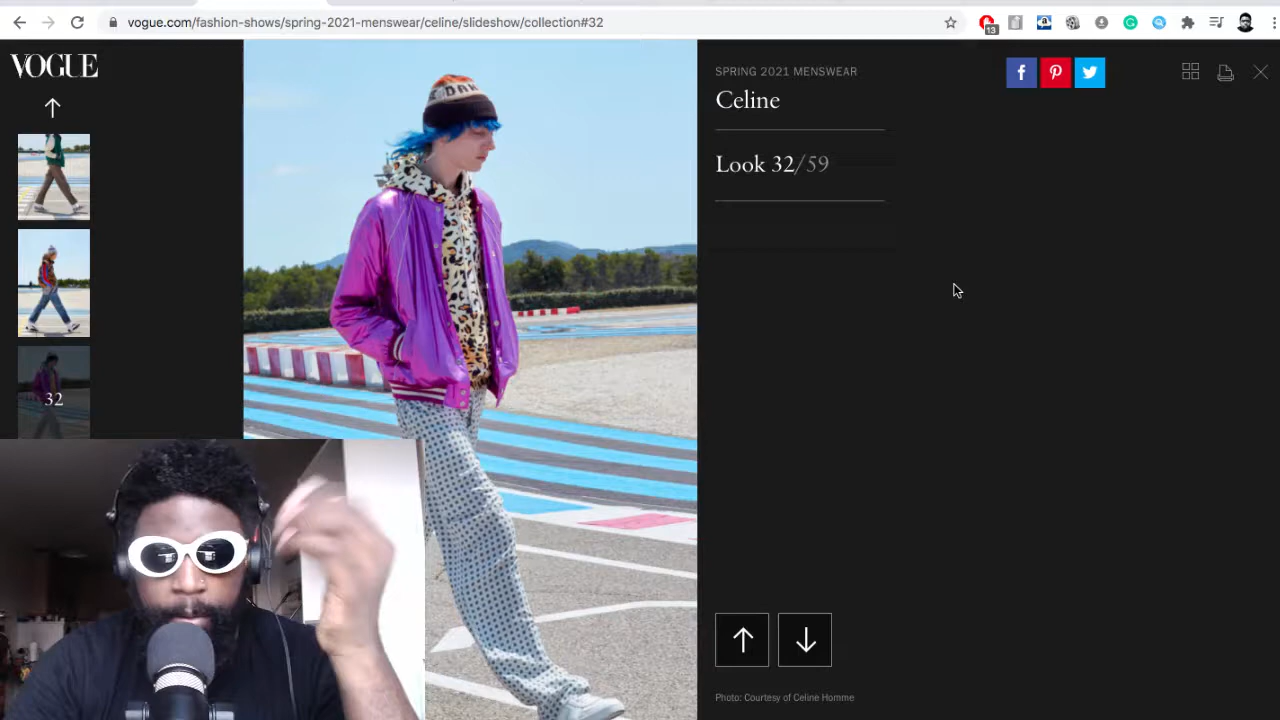 vogue.com/fashion-shows/spring-2021-menswear/celine/slideshow/collection#32
13
VOGUE
SPRING 2021 MENSWEAR
Celine
Look 32/59
32
Photo: Courtesy of Celine Homme